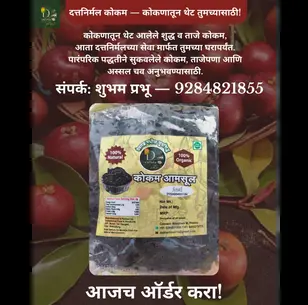 दत्तनिर्मल कोकम — कोकणातून थेट तुमच्यासाठी!
कोकणातून थेट आलेले शुद्ध व ताजे कोकम,
आता दत्तनिर्मलच्या सेवा मार्फत तुमच्या घरापर्यंत.
पारंपरिक पद्धतीने सुकवलेले कोकम, ताजेपणा आणि
अस्सल चव अनुभवण्यासाठी.
संपर्क: शुभम प्रभू — 9284821855
100%
Natural
100%
Organic
कोकम आमसूल
आजच ऑर्डर करा!